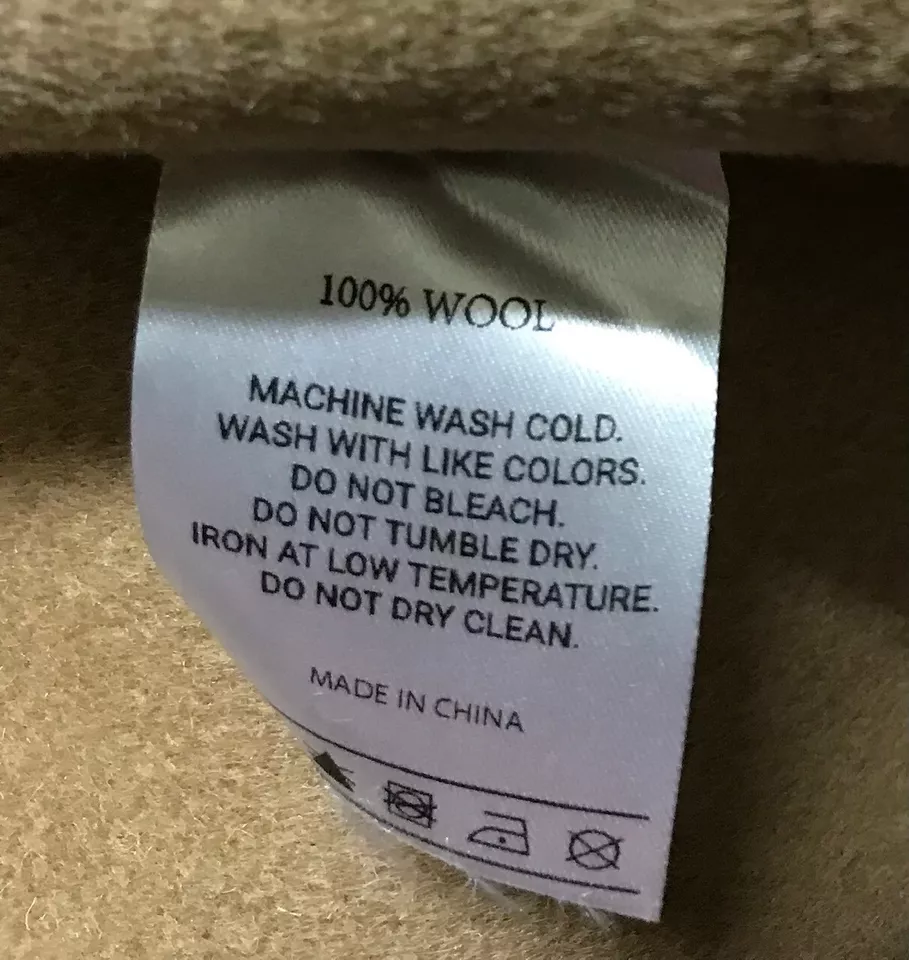 100% WOOL
MACHINE WASH COLD.
WASH WITH LIKE COLORS.
DO NOT BLEACH.
DO NOT TUMBLE DRY.
IRON AT LOW TEMPERATURE.
DO NOT DRY CLEAN.
MADE IN CHINA